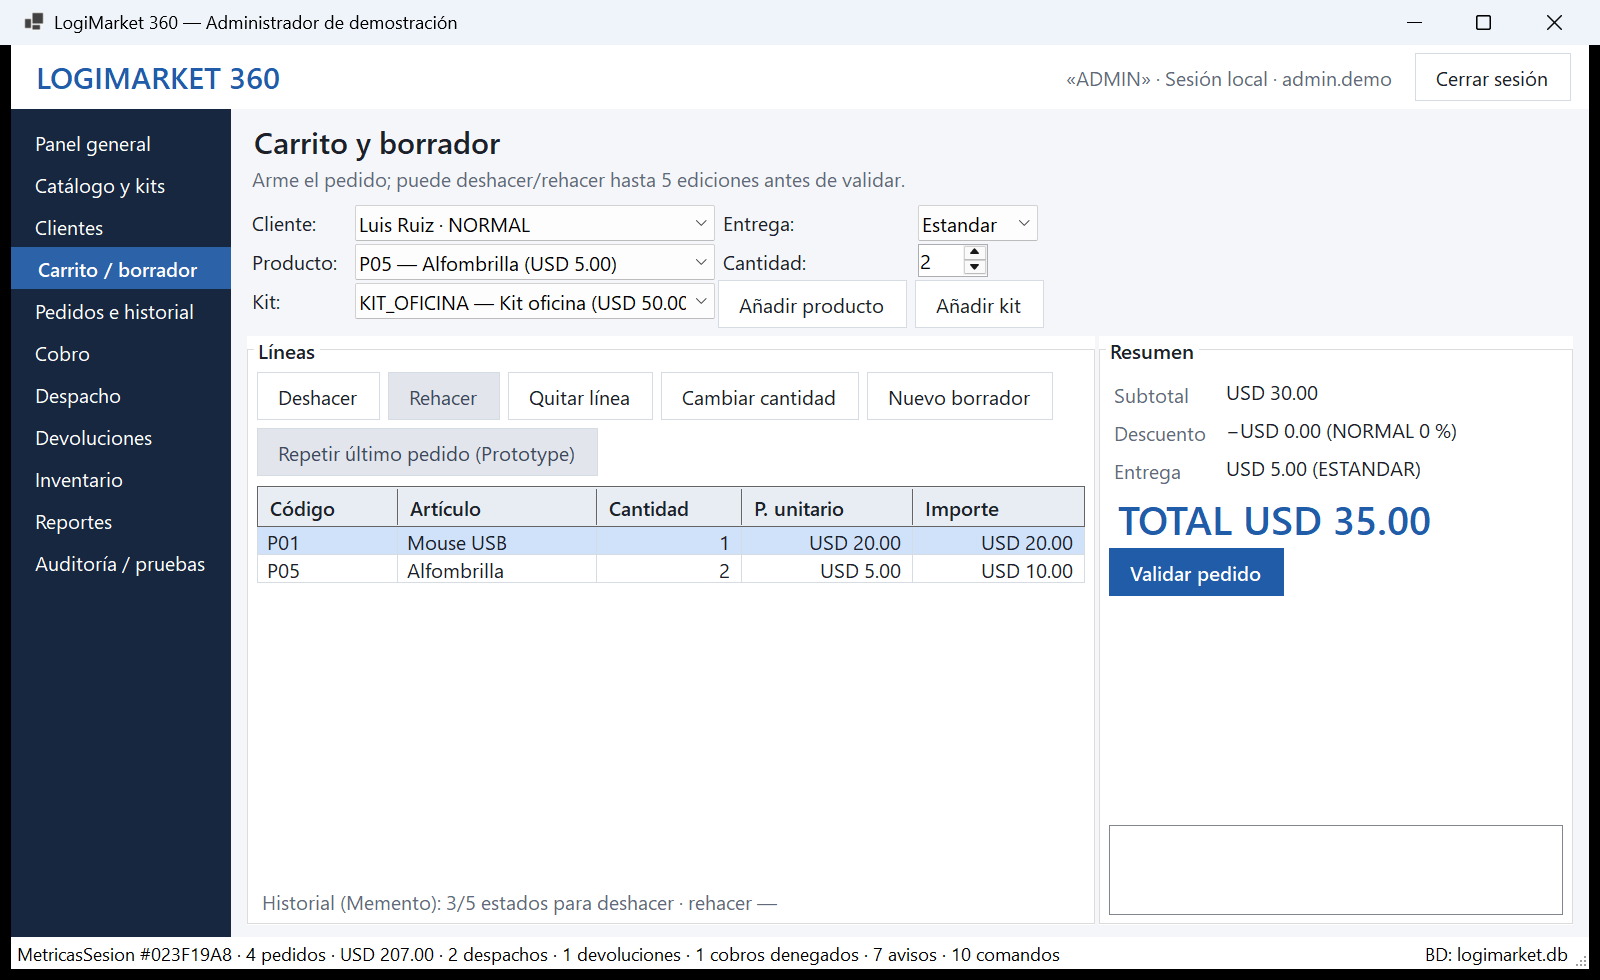 LogiMarket 360 — Administrador de demostración
LOGIMARKET 360
«ADMIN» · Sesión local · admin.demo
Cerrar sesión
Panel general
Catálogo y kits
Clientes
Carrito / borrador
Pedidos e historial
Cobro
Despacho
Devoluciones
Inventario
Reportes
Auditoría / pruebas
Carrito y borrador
Arme el pedido; puede deshacer/rehacer hasta 5 ediciones antes de validar.
Cliente: Luis Ruiz · NORMAL Entrega: Estandar
Producto: P05 — Alfombrilla (USD 5.00) Cantidad: 2
Kit: KIT_OFICINA — Kit oficina (USD 50.00 Añadir producto Añadir kit
Líneas
Deshacer Rehacer Quitar línea Cambiar cantidad Nuevo borrador
Repetir último pedido (Prototype)
Código Artículo Cantidad P. unitario Importe
P01 Mouse USB 1 USD 20.00 USD 20.00
P05 Alfombrilla 2 USD 5.00 USD 10.00
Historial (Memento): 3/5 estados para deshacer · rehacer —
Resumen
Subtotal USD 30.00
Descuento −USD 0.00 (NORMAL 0 %)
Entrega USD 5.00 (ESTANDAR)
TOTAL USD 35.00
Validar pedido
MetricasSesion #023F19A8 · 4 pedidos · USD 207.00 · 2 despachos · 1 devoluciones · 1 cobros denegados · 7 avisos · 10 comandos
BD: logimarket.db